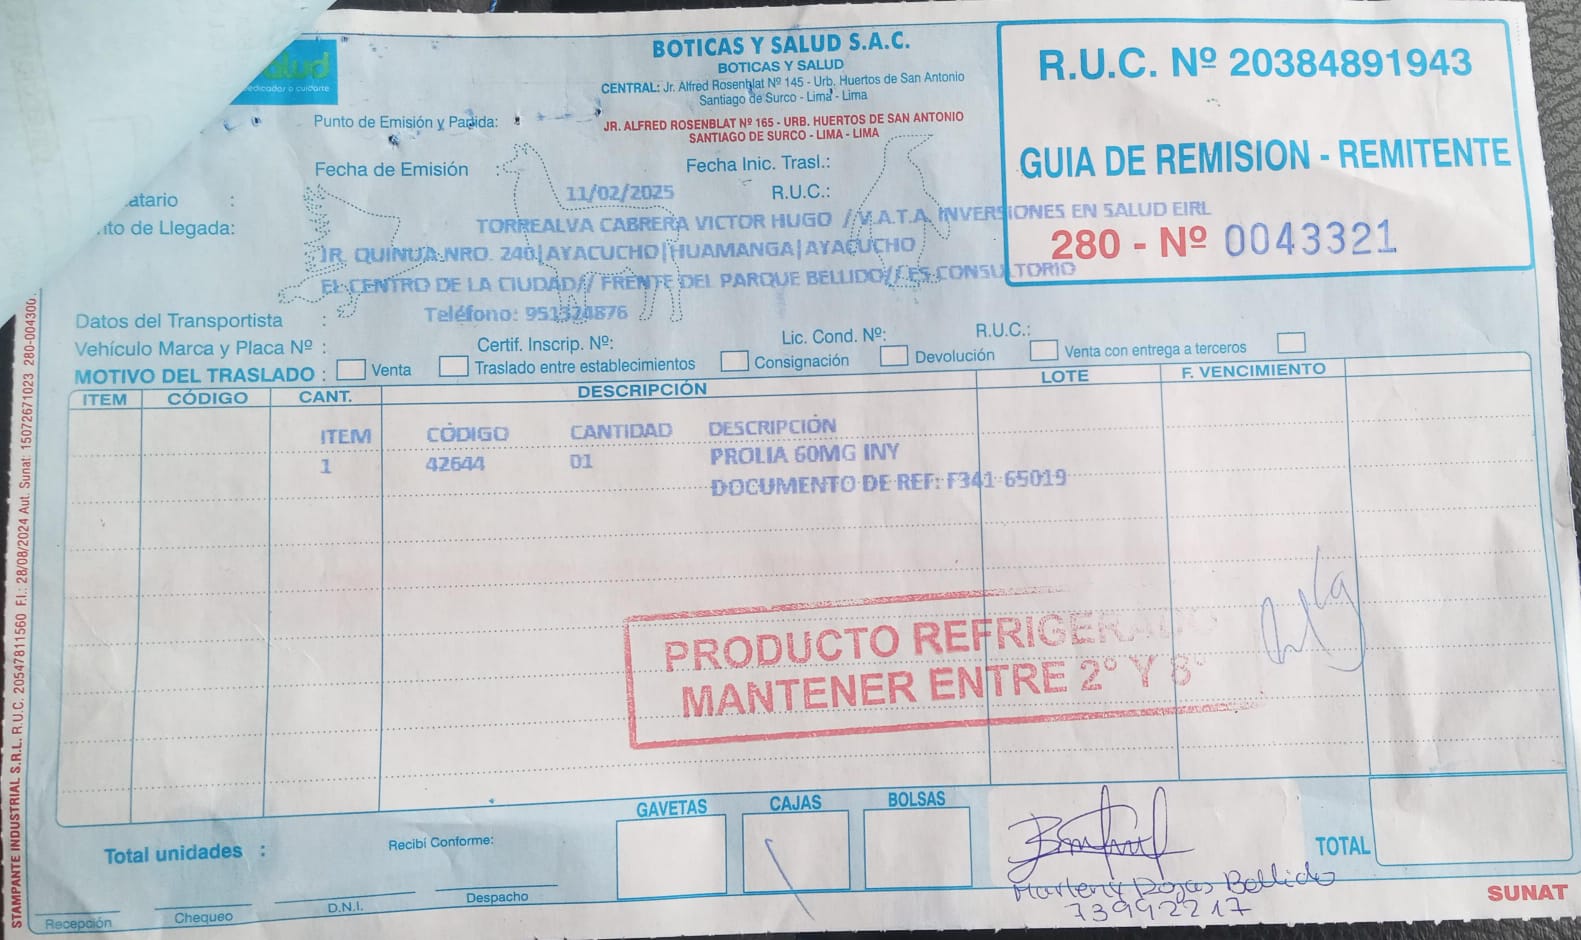 alud
BOTICAS Y SALUD S.A.C.
BOTICAS Y SALUD
CENTRAL: Jr. Alfred Rosenblat Nº 145 - Urb. Huertos de San Antonio
Santiago de Surco - Lima - Lima
Punto de Emisión y Partida:
JR. ALFRED ROSENBLAT Nº 165 - URB. HUERTOS DE SAN ANTONIO
SANTIAGO DE SURCO - LIMA - LIMA
R.U.C. Nº 20384891943
GUIA DE REMISION - REMITENTE
280 - Nº 0043321
Fecha de Emisión :
Fecha Inic. Trasl.:
11/02/2025
R.U.C.:
atario :
to de Llegada:
TORREALVA CABRERA VICTOR HUGO //V.A.T.A. INVERSIONES EN SALUD EIRL
JR. QUINUA NRO. 240|AYACUCHO|HUAMANGA|AYACUCHO
EL CENTRO DE LA CIUDAD// FRENTE DEL PARQUE BELLIDO// ES CONSULTORIO
Teléfono: 951324876
Datos del Transportista :
Vehículo Marca y Placa Nº :
Certif. Inscrip. Nº:
Lic. Cond. Nº:
R.U.C.:
MOTIVO DEL TRASLADO : Venta Traslado entre establecimientos Consignación Devolución Venta con entrega a terceros
ITEM CÓDIGO CANT. DESCRIPCIÓN LOTE F. VENCIMIENTO
ITEM CÓDIGO CANTIDAD DESCRIPCIÓN
1 42644 01 PROLIA 60MG INY
DOCUMENTO DE REF: F341-65019
PRODUCTO REFRIGERADO
MANTENER ENTRE 2° Y 8°
GAVETAS CAJAS BOLSAS
Total unidades :
Recibí Conforme:
TOTAL
Marleny Rojas Bellido
73992217
Recepción Chequeo D.N.I. Despacho
SUNAT
STAMPANTE INDUSTRIAL S.R.L. R.U.C. 20547811560 F.I.: 28/08/2024 Aut. Sunat: 15072671023 280-004300